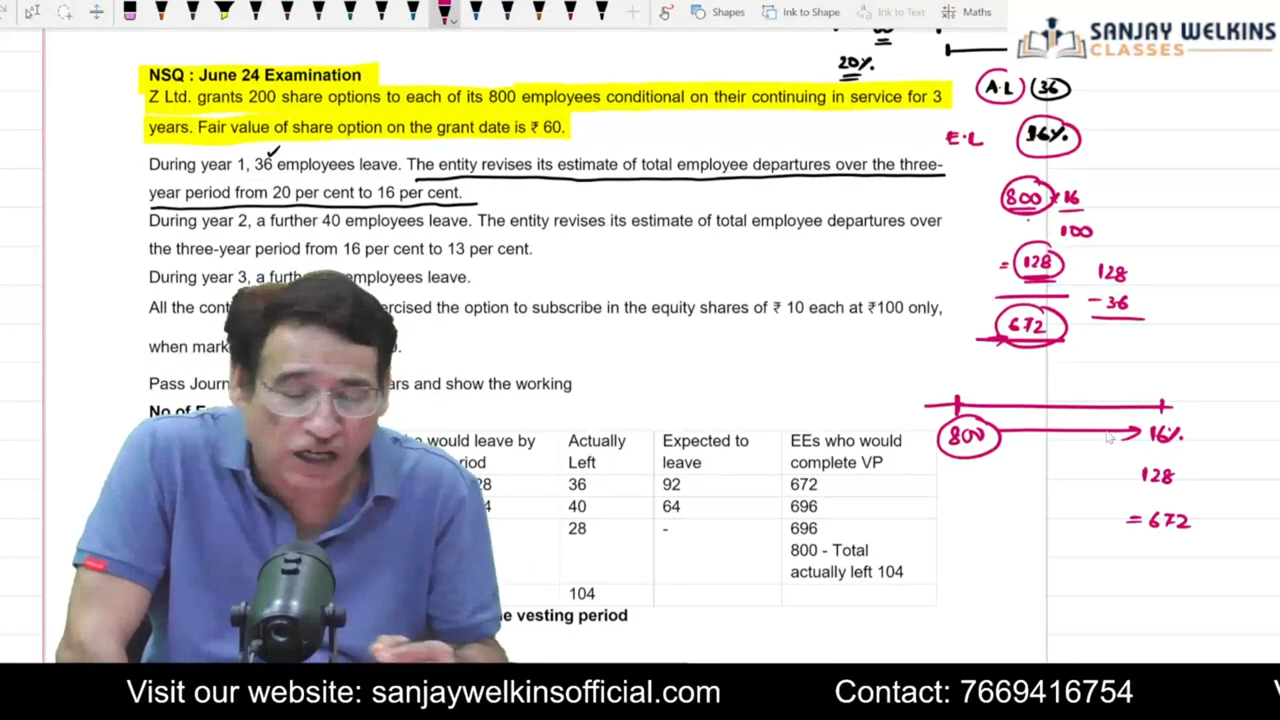 Shapes Ink to Shape Ink to Text Maths
SANJAY WELKINS
CLASSES
20%.
NSQ : June 24 Examination
Z Ltd. grants 200 share options to each of its 800 employees conditional on their continuing in service for 3
years. Fair value of share option on the grant date is ₹ 60.
During year 1, 36 employees leave. The entity revises its estimate of total employee departures over the three-
year period from 20 per cent to 16 per cent.
During year 2, a further 40 employees leave. The entity revises its estimate of total employee departures over
the three-year period from 16 per cent to 13 per cent.
During year 3, a employees leave.
All the ercised the option to subscribe in the equity shares of ₹ 10 each at ₹100 only,
when
Pass and show the working
No of
who would leave by Actually Expected to EEs who would
Left leave complete VP
36 92 672
40 64 696
28 - 696
800 - Total
actually left 104
104
vesting period
A.L 36
E.L 16%.
800 × 16
100
= 128
672
128
- 36
800 16%.
128
= 672
Visit our website: sanjaywelkinsofficial.com Contact: 7669416754